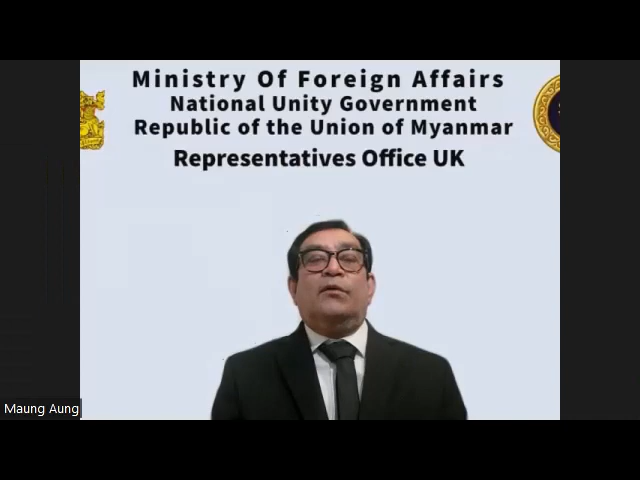 Ministry Of Foreign Affairs
National Unity Government
Republic of the Union of Myanmar
Representatives Office UK
Maung Aung